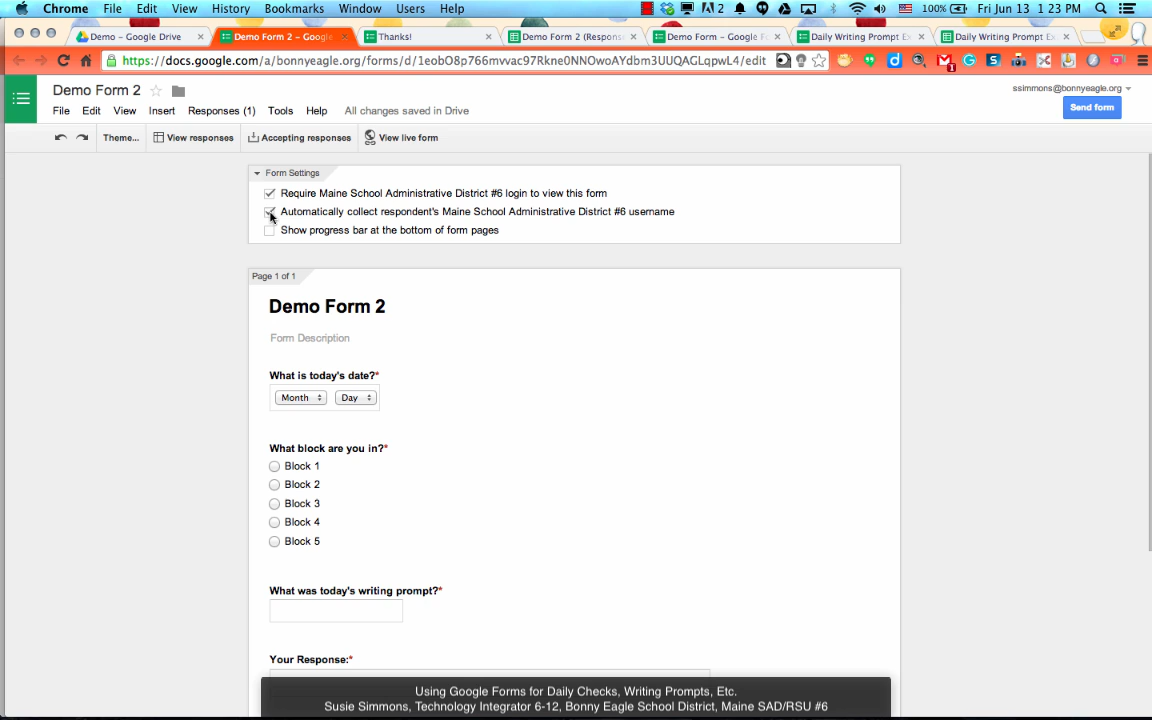 Chrome File Edit View History Bookmarks Window Users Help 2 100% Fri Jun 13 1:23 PM
Demo – Google Drive × Demo Form 2 – Google × Thanks! × Demo Form 2 (Respons × Demo Form – Google Fo × Daily Writing Prompt Ex × Daily Writing Prompt Ex ×
https://docs.google.com/a/bonnyeagle.org/forms/d/1eobO8p766mvvac97Rkne0NNOwoAYdbm3UUQAGLqpwL4/edit
Demo Form 2
ssimmons@bonnyeagle.org
File Edit View Insert Responses (1) Tools Help All changes saved in Drive
Send form
Theme... View responses Accepting responses View live form
Form Settings
Require Maine School Administrative District #6 login to view this form
Automatically collect respondent's Maine School Administrative District #6 username
Show progress bar at the bottom of form pages
Page 1 of 1
Demo Form 2
Form Description
What is today's date?*
Month Day
What block are you in?*
Block 1
Block 2
Block 3
Block 4
Block 5
What was today's writing prompt?*
Your Response:*
Using Google Forms for Daily Checks, Writing Prompts, Etc.
Susie Simmons, Technology Integrator 6-12, Bonny Eagle School District, Maine SAD/RSU #6